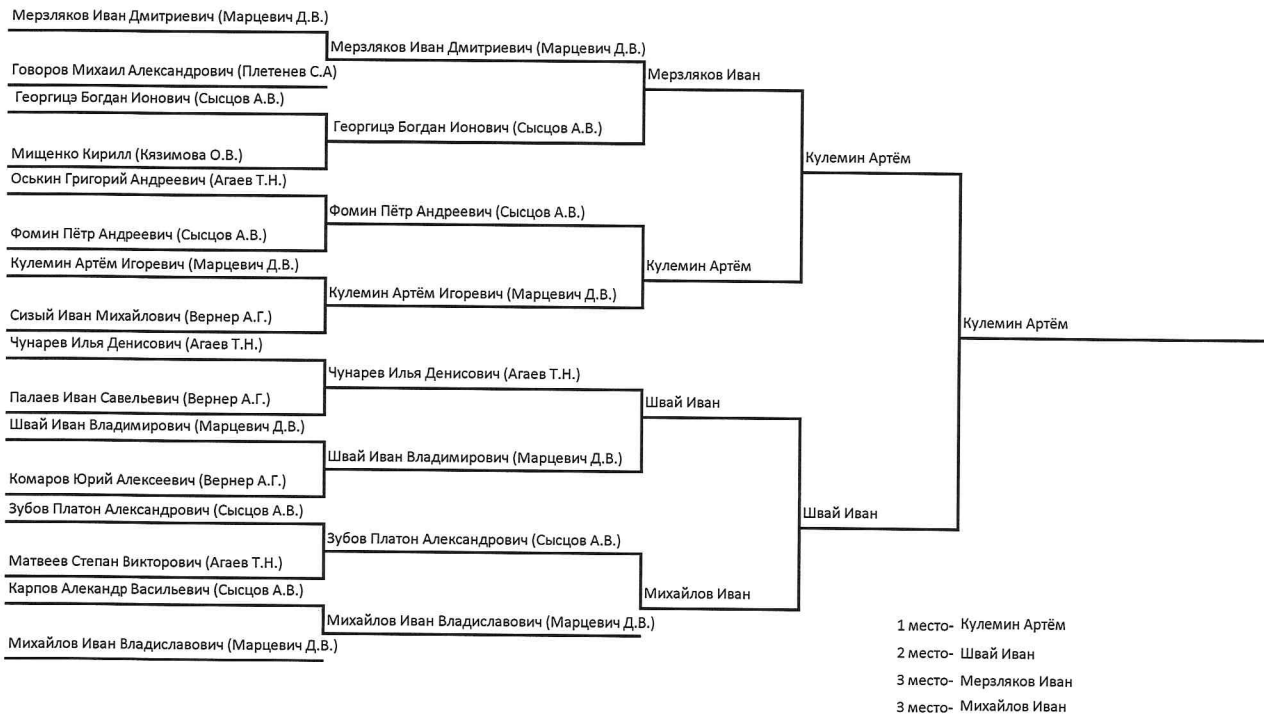 Мерзляков Иван Дмитриевич (Марцевич Д.В.)
Мерзляков Иван Дмитриевич (Марцевич Д.В.)
Говоров Михаил Александрович (Плетенев С.А)
Мерзляков Иван
Георгицэ Богдан Ионович (Сысцов А.В.)
Георгицэ Богдан Ионович (Сысцов А.В.)
Мищенко Кирилл (Кязимова О.В.)
Кулемин Артём
Оськин Григорий Андреевич (Агаев Т.Н.)
Фомин Пётр Андреевич (Сысцов А.В.)
Фомин Пётр Андреевич (Сысцов А.В.)
Кулемин Артём Игоревич (Марцевич Д.В.)
Кулемин Артём
Кулемин Артём Игоревич (Марцевич Д.В.)
Сизый Иван Михайлович (Вернер А.Г.)
Кулемин Артём
Чунарев Илья Денисович (Агаев Т.Н.)
Чунарев Илья Денисович (Агаев Т.Н.)
Палаев Иван Савельевич (Вернер А.Г.)
Швай Иван
Швай Иван Владимирович (Марцевич Д.В.)
Швай Иван Владимирович (Марцевич Д.В.)
Комаров Юрий Алексеевич (Вернер А.Г.)
Зубов Платон Александрович (Сысцов А.В.)
Швай Иван
Зубов Платон Александрович (Сысцов А.В.)
Матвеев Степан Викторович (Агаев Т.Н.)
Карпов Алекандр Васильевич (Сысцов А.В.)
Михайлов Иван
Михайлов Иван Владиславович (Марцевич Д.В.)
Михайлов Иван Владиславович (Марцевич Д.В.)
1 место- Кулемин Артём
2 место- Швай Иван
3 место- Мерзляков Иван
3 место- Михайлов Иван